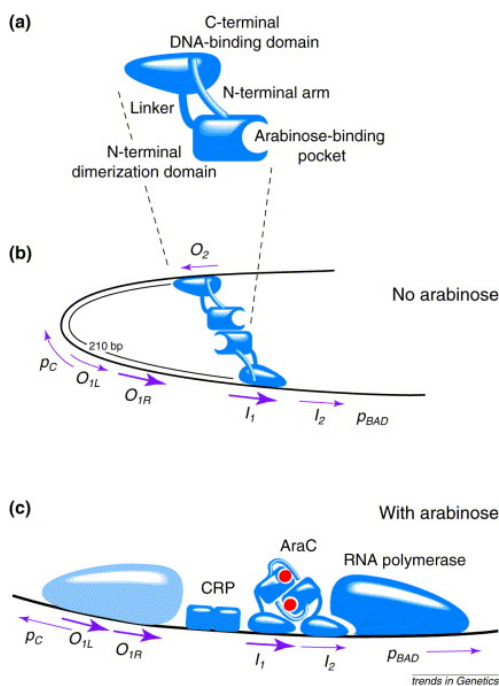 (a)
C-terminal
DNA-binding domain
N-terminal arm
Linker
Arabinose-binding
pocket
N-terminal
dimerization domain
(b)
O2
No arabinose
210 bp
pC
O1L
O1R
I1
I2
pBAD
(c)
With arabinose
AraC
RNA polymerase
CRP
pC
O1L
O1R
I1
I2
pBAD
trends in Genetics